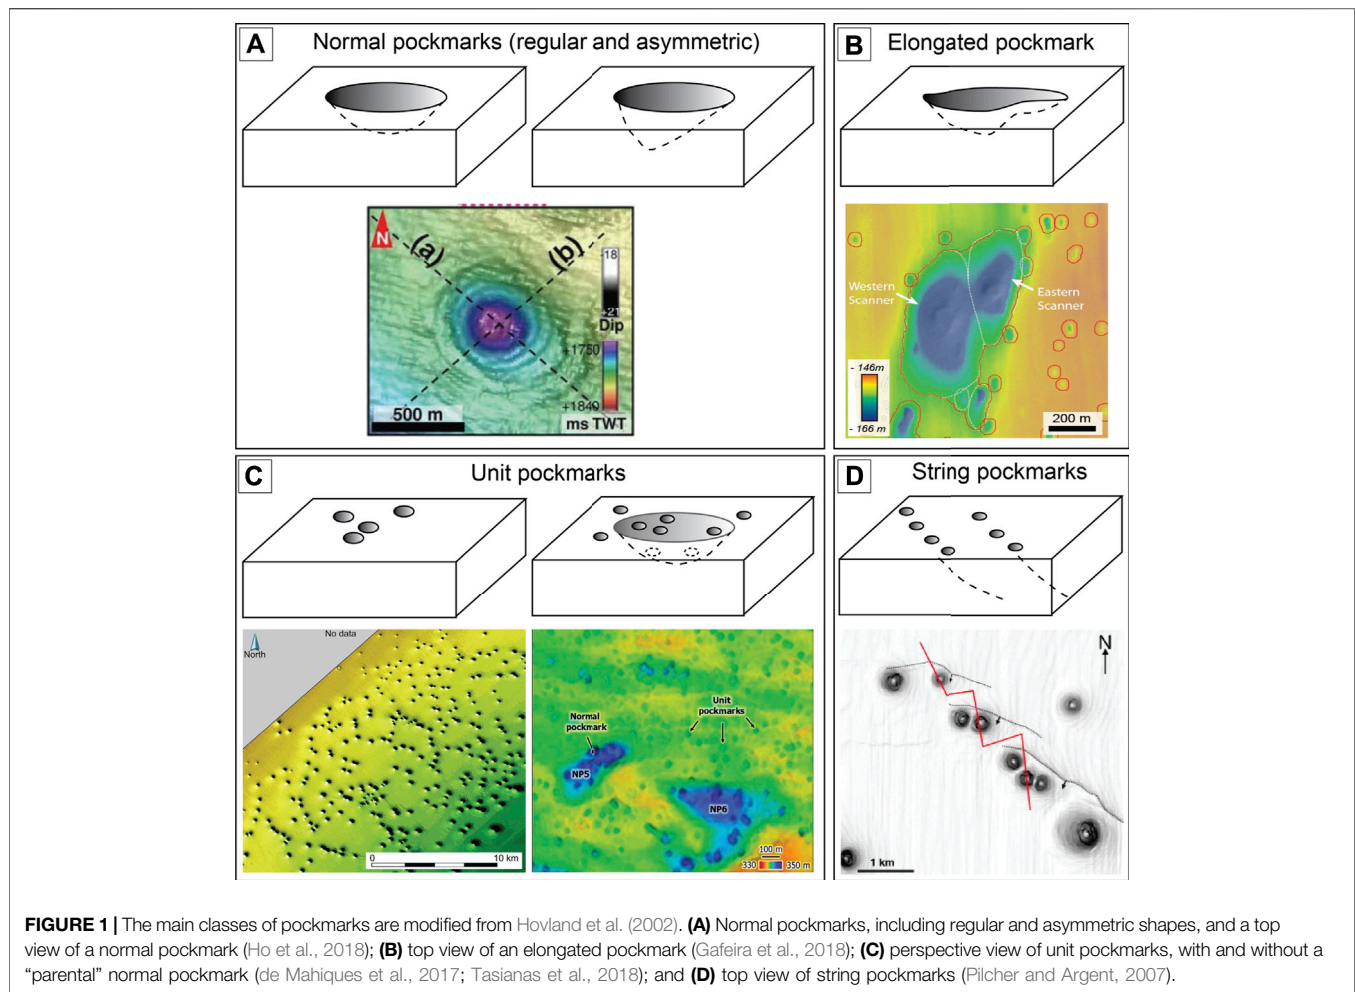 A
Normal pockmarks (regular and asymmetric)
N
(a)
(b)
-18
+21
Dip
+1750
+1840
ms TWT
500 m
B
Elongated pockmark
Western
Scanner
Eastern
Scanner
- 146m
- 166 m
200 m
C
Unit pockmarks
No data
North
0
10 km
Normal
pockmark
Unit
pockmarks
NP5
NP6
100 m
330
350 m
D
String pockmarks
N
1 km
FIGURE 1 | The main classes of pockmarks are modified from Hovland et al. (2002). (A) Normal pockmarks, including regular and asymmetric shapes, and a top
view of a normal pockmark (Ho et al., 2018); (B) top view of an elongated pockmark (Gafeira et al., 2018); (C) perspective view of unit pockmarks, with and without a
“parental” normal pockmark (de Mahiques et al., 2017; Tasianas et al., 2018); and (D) top view of string pockmarks (Pilcher and Argent, 2007).